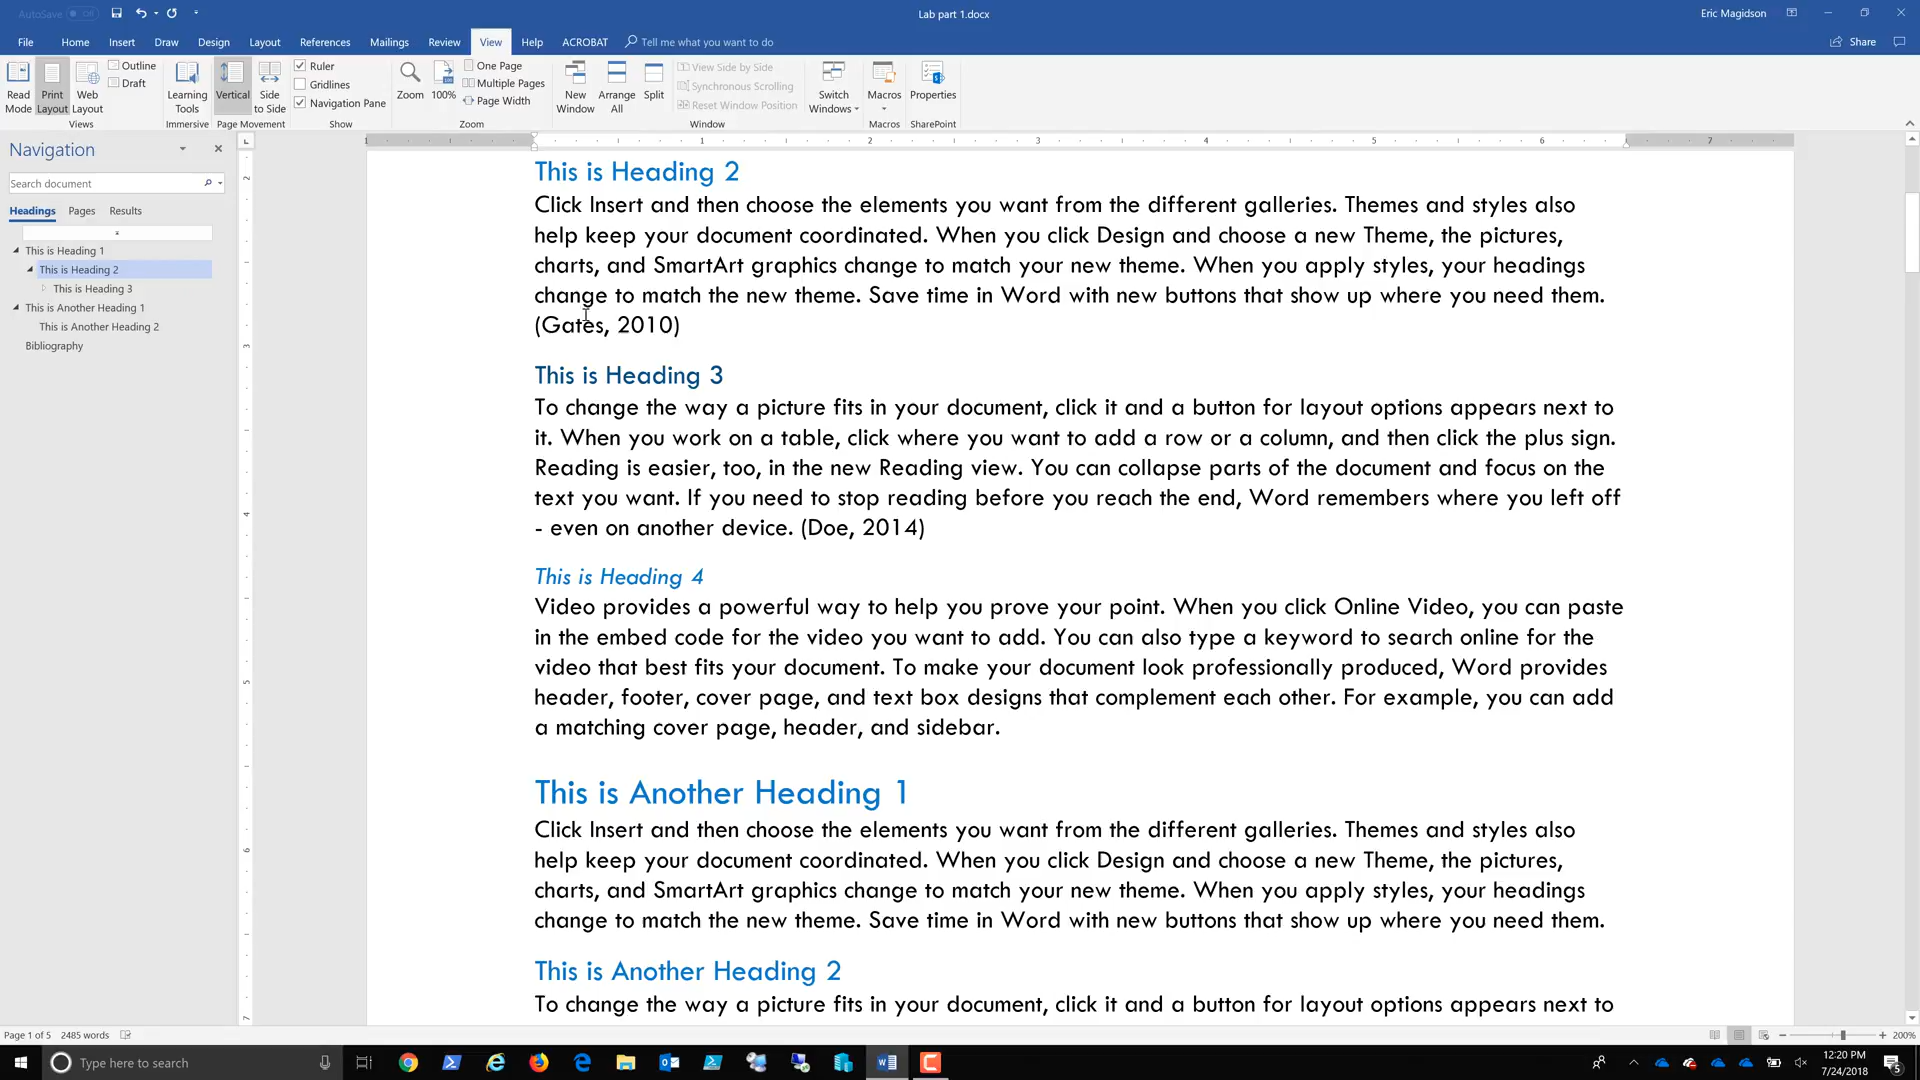 AutoSave Off
Lab part 1.docx
Eric Magidson
File Home Insert Draw Design Layout References Mailings Review View Help ACROBAT Tell me what you want to do
Share
Read Mode
Print Layout
Web Layout
Outline
Draft
Views
Learning Tools
Immersive
Vertical
Side to Side
Page Movement
Ruler
Gridlines
Navigation Pane
Show
Zoom
100%
One Page
Multiple Pages
Page Width
Zoom
New Window
Arrange All
Split
View Side by Side
Synchronous Scrolling
Reset Window Position
Window
Switch Windows
Macros
Macros
Properties
SharePoint
Navigation
Search document
Headings Pages Results
This is Heading 1
This is Heading 2
This is Heading 3
This is Another Heading 1
This is Another Heading 2
Bibliography
1 1 2 3 4 5 6 7
2
3
4
5
6
7
This is Heading 2
Click Insert and then choose the elements you want from the different galleries. Themes and styles also
help keep your document coordinated. When you click Design and choose a new Theme, the pictures,
charts, and SmartArt graphics change to match your new theme. When you apply styles, your headings
change to match the new theme. Save time in Word with new buttons that show up where you need them.
(Gates, 2010)
This is Heading 3
To change the way a picture fits in your document, click it and a button for layout options appears next to
it. When you work on a table, click where you want to add a row or a column, and then click the plus sign.
Reading is easier, too, in the new Reading view. You can collapse parts of the document and focus on the
text you want. If you need to stop reading before you reach the end, Word remembers where you left off
- even on another device. (Doe, 2014)
This is Heading 4
Video provides a powerful way to help you prove your point. When you click Online Video, you can paste
in the embed code for the video you want to add. You can also type a keyword to search online for the
video that best fits your document. To make your document look professionally produced, Word provides
header, footer, cover page, and text box designs that complement each other. For example, you can add
a matching cover page, header, and sidebar.
This is Another Heading 1
Click Insert and then choose the elements you want from the different galleries. Themes and styles also
help keep your document coordinated. When you click Design and choose a new Theme, the pictures,
charts, and SmartArt graphics change to match your new theme. When you apply styles, your headings
change to match the new theme. Save time in Word with new buttons that show up where you need them.
This is Another Heading 2
To change the way a picture fits in your document, click it and a button for layout options appears next to
Page 1 of 5 2485 words
200%
Type here to search
12:20 PM
7/24/2018
5